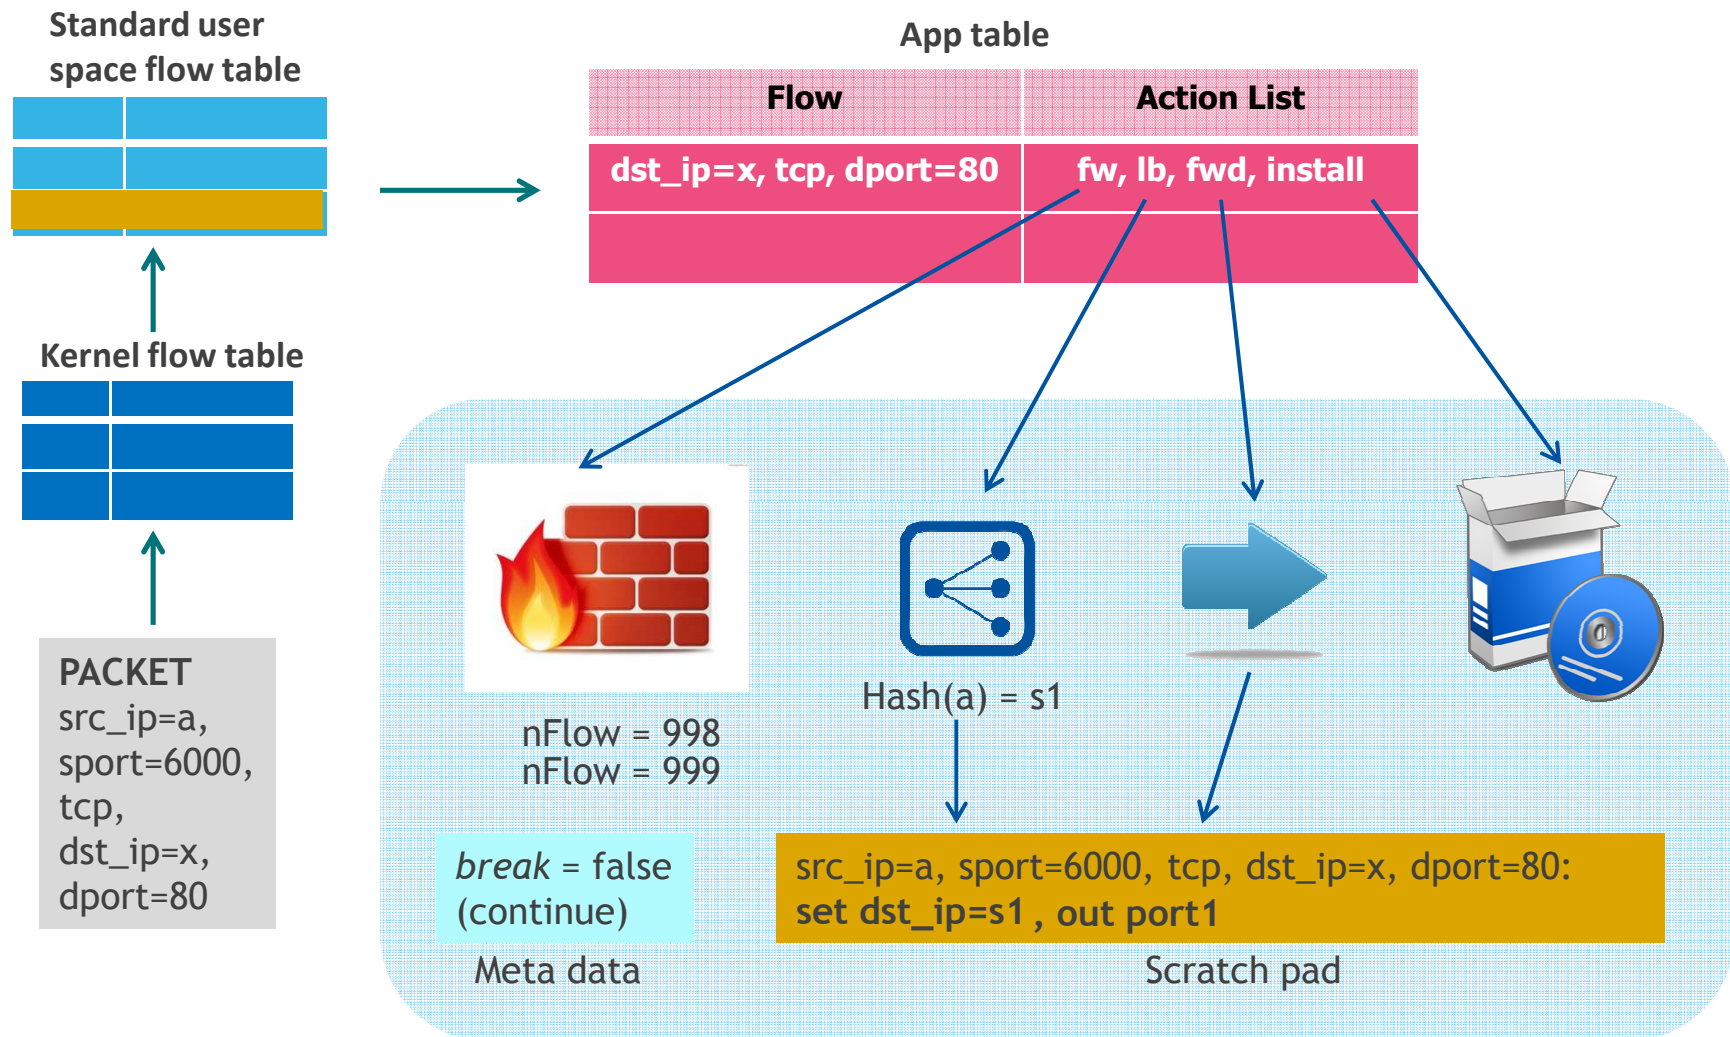 Standard user
space flow table
App table
Flow
Action List
dst_ip=x, tcp, dport=80
fw, lb, fwd, install
Kernel flow table
PACKET
src_ip=a,
sport=6000,
tcp,
dst_ip=x,
dport=80
nFlow = 998
nFlow = 999
Hash(a) = s1
break = false
(continue)
Meta data
src_ip=a, sport=6000, tcp, dst_ip=x, dport=80:
set dst_ip=s1 , out port1
Scratch pad